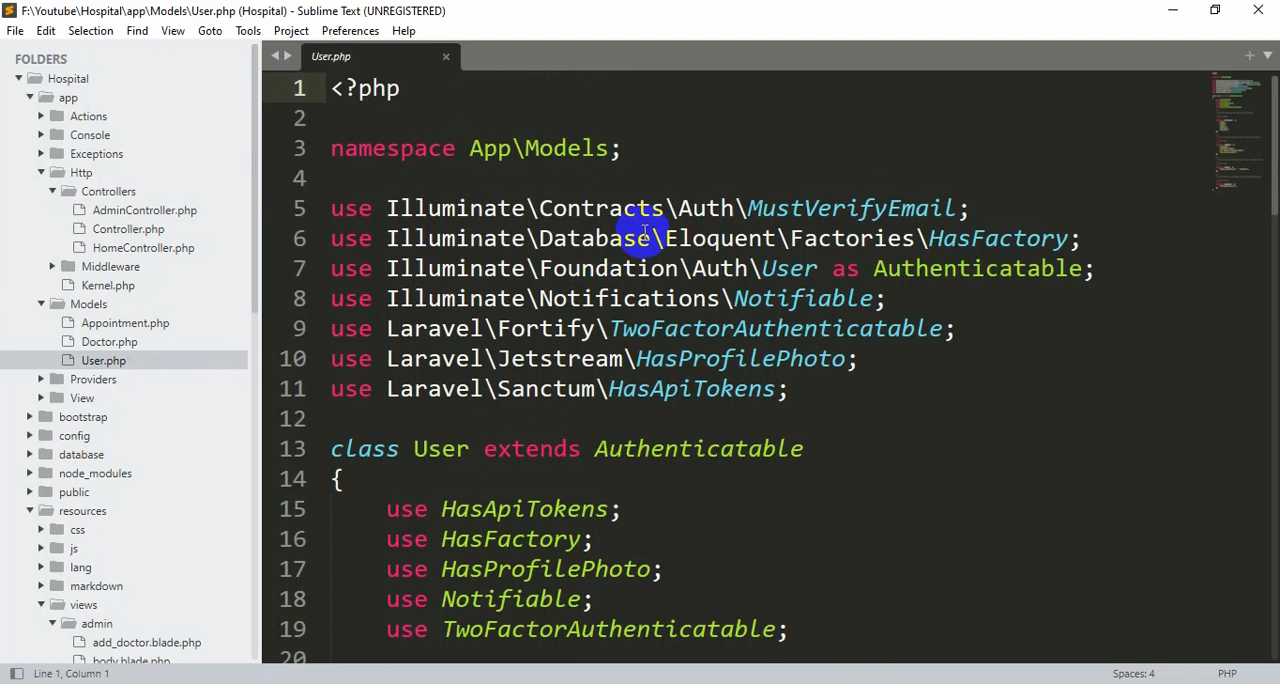 F:\Youtube\Hospital\app\Models\User.php (Hospital) - Sublime Text (UNREGISTERED)
File Edit Selection Find View Goto Tools Project Preferences Help
FOLDERS
Hospital
app
Actions
Console
Exceptions
Http
Controllers
AdminController.php
Controller.php
HomeController.php
Middleware
Kernel.php
Models
Appointment.php
Doctor.php
User.php
Providers
View
bootstrap
config
database
node_modules
public
resources
css
js
lang
markdown
views
admin
add_doctor.blade.php
body.blade.php
User.php
1 <?php
2
3 namespace App\Models;
4
5 use Illuminate\Contracts\Auth\MustVerifyEmail;
6 use Illuminate\Database\Eloquent\Factories\HasFactory;
7 use Illuminate\Foundation\Auth\User as Authenticatable;
8 use Illuminate\Notifications\Notifiable;
9 use Laravel\Fortify\TwoFactorAuthenticatable;
10 use Laravel\Jetstream\HasProfilePhoto;
11 use Laravel\Sanctum\HasApiTokens;
12
13 class User extends Authenticatable
14 {
15 use HasApiTokens;
16 use HasFactory;
17 use HasProfilePhoto;
18 use Notifiable;
19 use TwoFactorAuthenticatable;
20
Line 1, Column 1
Spaces: 4
PHP